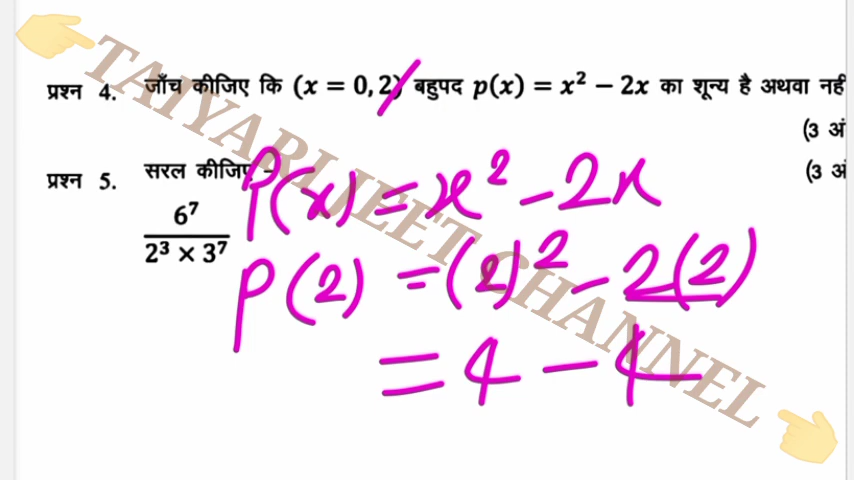 प्रश्न 4. जाँच कीजिए कि (x = 0, 2) बहुपद p(x) = x² − 2x का शून्य है अथवा नहीं
(3 अं
प्रश्न 5. सरल कीजिए – (3 अं
6⁷
2³ × 3⁷
P(x) = x² – 2x
P(2) = (2)² – 2(2)
= 4 – 4
TAIYARI JEET CHANNEL